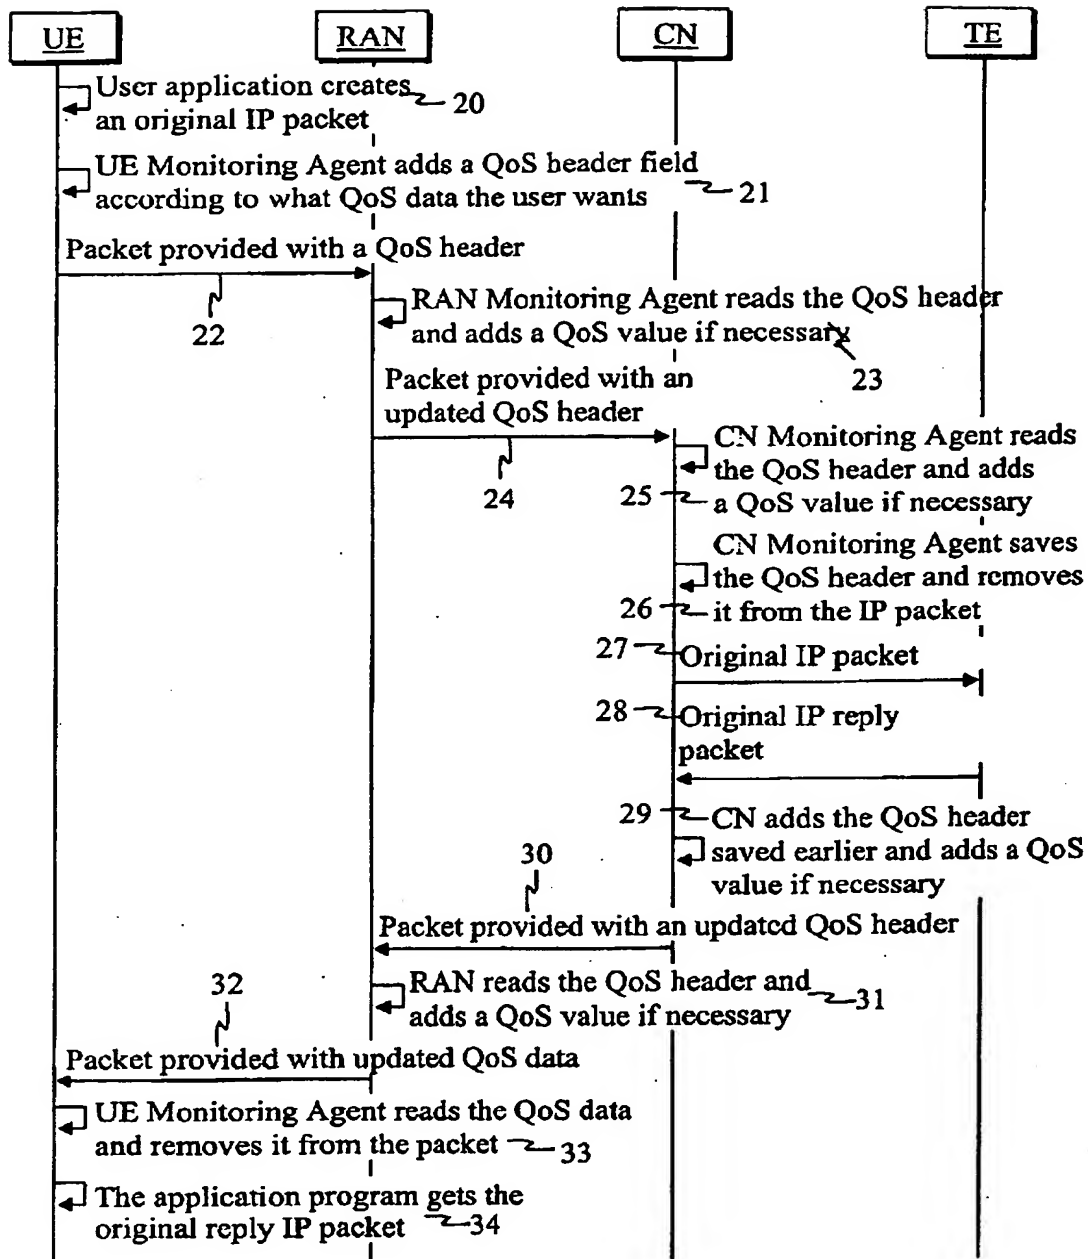 UE RAN CN TE
User application creates
an original IP packet
20
UE Monitoring Agent adds a QoS header field
according to what QoS data the user wants
21
Packet provided with a QoS header
22
RAN Monitoring Agent reads the QoS header
and adds a QoS value if necessary
23
Packet provided with an
updated QoS header
24
CN Monitoring Agent reads
the QoS header and adds
25 a QoS value if necessary
CN Monitoring Agent saves
the QoS header and removes
26 it from the IP packet
27 Original IP packet
28 Original IP reply
packet
29 CN adds the QoS header
saved earlier and adds a QoS
value if necessary
30
Packet provided with an updated QoS header
RAN reads the QoS header and
adds a QoS value if necessary
31
32
Packet provided with updated QoS data
UE Monitoring Agent reads the QoS data
and removes it from the packet 33
The application program gets the
original reply IP packet 34